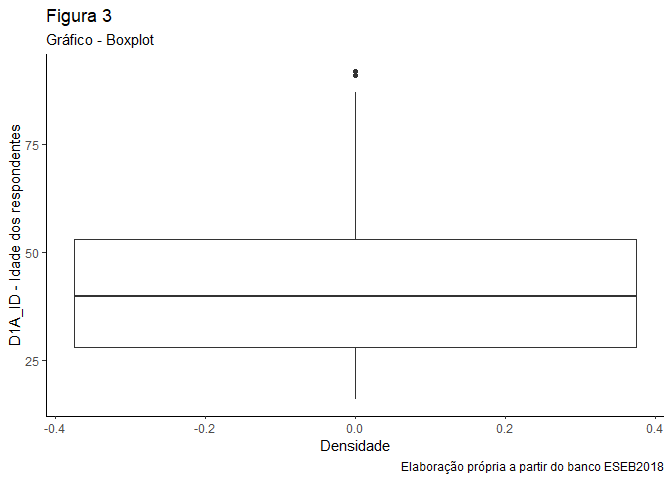 Figura 3
Gráfico - Boxplot
D1A_ID - Idade dos respondentes
75
50
25
-0.4
-0.2
0.0
0.2
0.4
Densidade
Elaboração própria a partir do banco ESEB2018